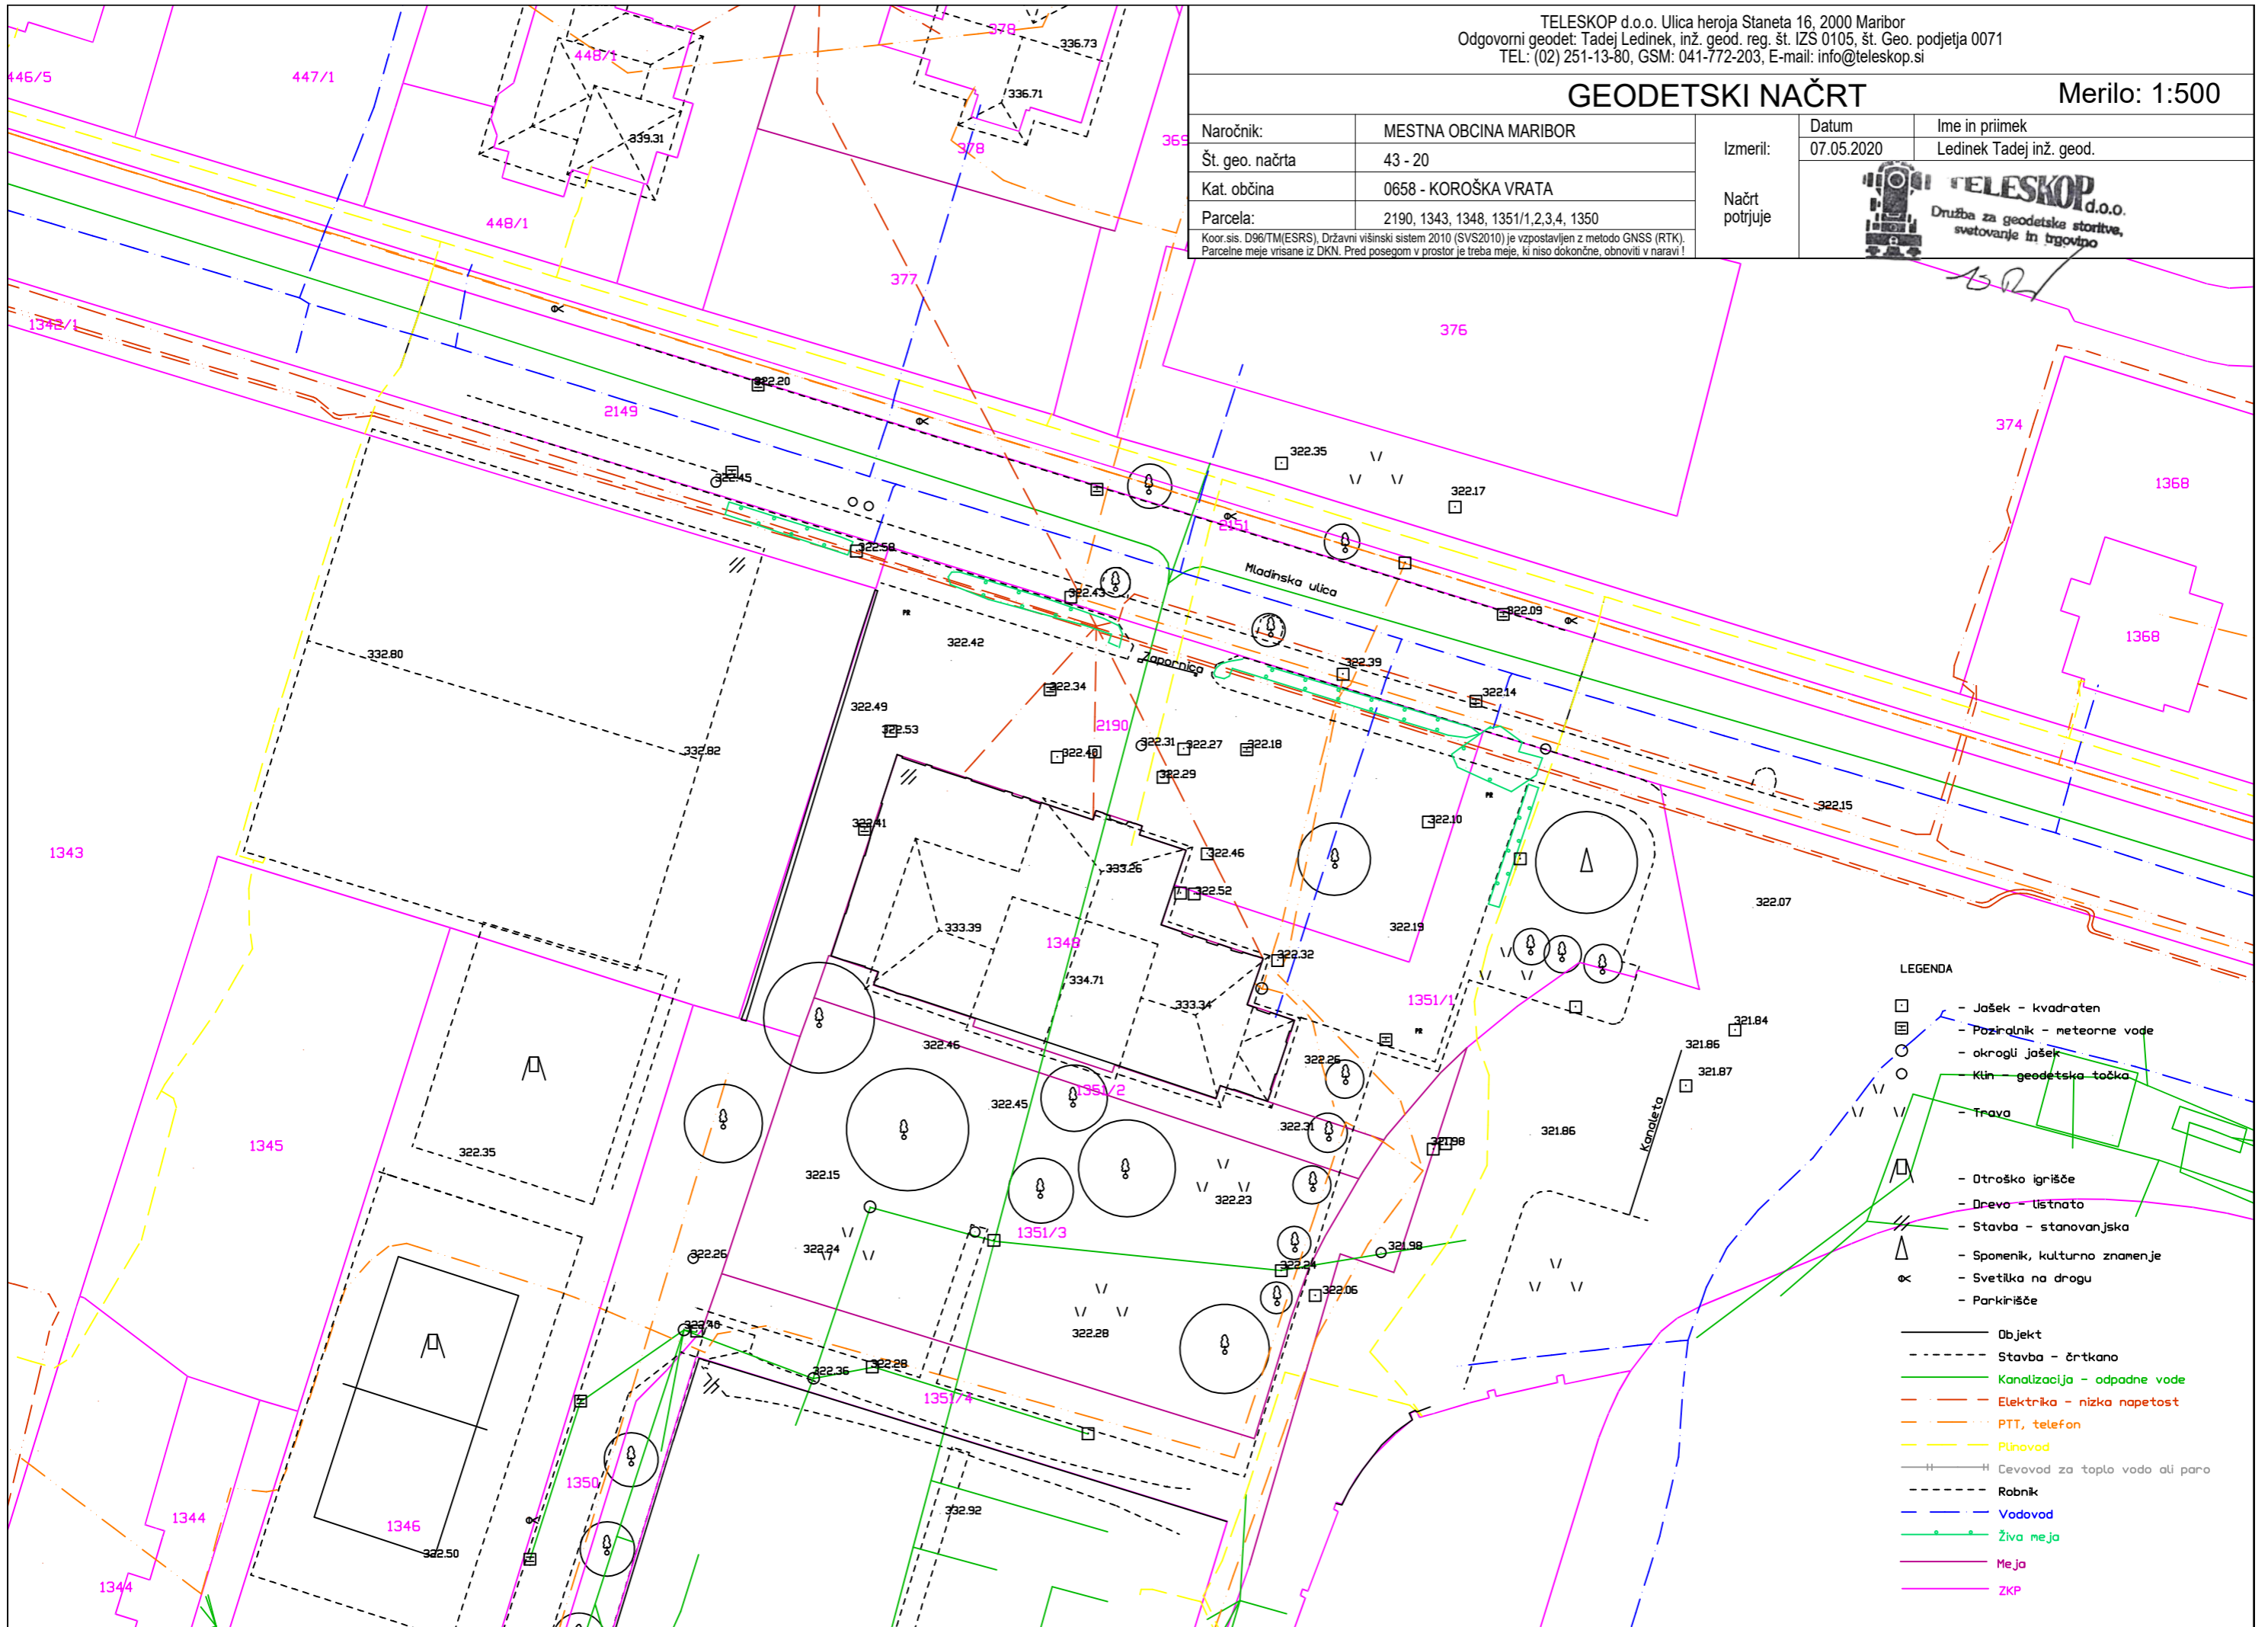 TELESKOP d.o.o. Ulica heroja Staneta 16, 2000 Maribor
Odgovorni geodet: Tadej Ledinek, inž. geod. reg. št. IZS 0105, št. Geo. podjetja 0071
TEL: (02) 251-13-80, GSM: 041-772-203, E-mail: info@teleskop.si
GEODETSKI NAČRT Merilo: 1:500
Naročnik: MESTNA OBCINA MARIBOR
Št. geo. načrta 43 - 20
Kat. občina 0658 - KOROŠKA VRATA
Parcela: 2190, 1343, 1348, 1351/1,2,3,4, 1350
Koor.sis. D96/TM(ESRS), Državni višinski sistem 2010 (SVS2010) je vzpostavljen z metodo GNSS (RTK).
Parcelne meje vrisane iz DKN. Pred posegom v prostor je treba meje, ki niso dokončne, obnoviti v naravi !
Izmeril:
Datum Ime in priimek
07.05.2020 Ledinek Tadej inž. geod.
Načrt
potrjuje
TELESKOP d.o.o.
Družba za geodetske storitve,
svetovanje in trgovino
446/5
447/1
448/1
378
336.73
336.71
339.31
378
369
448/1
377
376
1342/1
374
322.20
2149
322.35
322.17
1368
322.45
2151
322.58
Mladinska ulica
322.43
322.09
1368
322.42
332.80
Zapornica
322.39
322.34
322.14
322.49
322.53
2190
322.31
322.27
322.18
332.82
322.40
322.29
PR
322.15
322.41
322.10
1343
322.46
333.26
322.52
322.07
322.19
333.39
1348
322.32
334.71
333.34
1351/1
PR
321.84
322.46
321.86
322.26
321.87
1351/2
322.45
322.31
321.86
Kanaleta
321.98
1345
322.35
322.15
322.23
1351/3
322.24
322.26
321.98
322.24
322.06
322.40
322.28
322.36
322.28
1351/4
1350
332.92
1344
1346
322.50
1344
PR
LEGENDA
- Jašek - kvadraten
- Poziralnik - meteorne vode
- okrogli jašek
- Klin - geodetska točka
- Trava
- Otroško igrišče
- Drevo - listnato
- Stavba - stanovanjska
- Spomenik, kulturno znamenje
- Svetilka na drogu
- Parkirišče
Objekt
Stavba - črtkano
Kanalizacija - odpadne vode
Elektrika - nizka napetost
PTT, telefon
Plinovod
Cevovod za toplo vodo ali paro
Robnik
Vodovod
Živa meja
Meja
ZKP